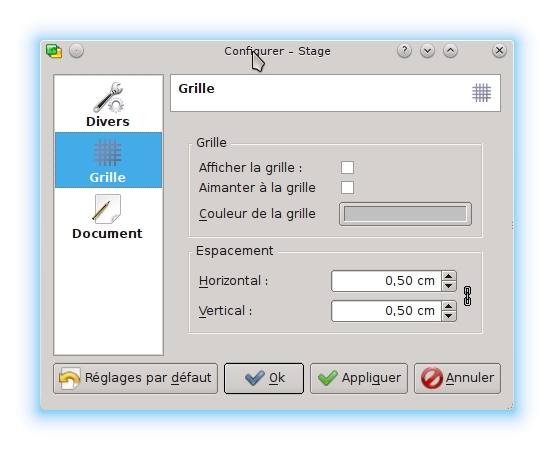 Configurer – Stage
?
Divers
Grille
Document
Grille
Grille
Afficher la grille :
Aimanter à la grille
Couleur de la grille
Espacement
Horizontal : 0,50 cm
Vertical : 0,50 cm
Réglages par défaut Ok Appliquer Annuler